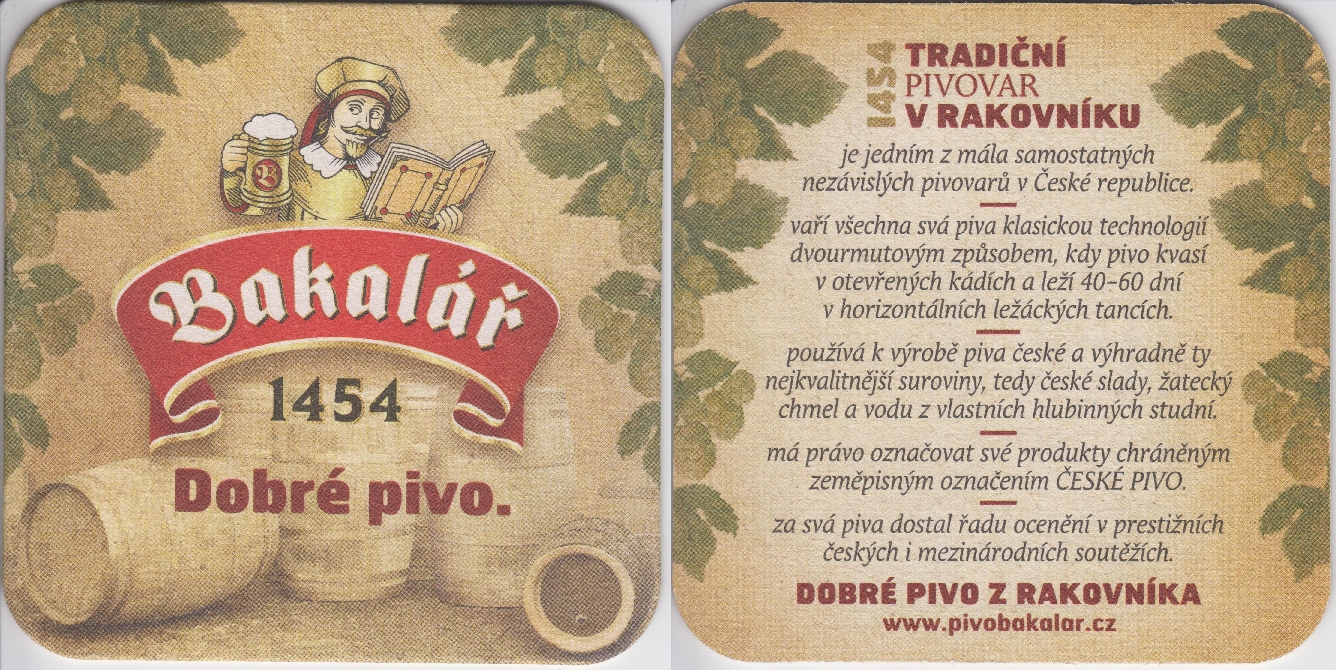 Bakalář
1454
Dobré pivo.
1454
TRADIČNÍ
PIVOVAR
V RAKOVNÍKU
je jedním z mála samostatných
nezávislých pivovarů v České republice.
vaří všechna svá piva klasickou technologií
dvourmutovým způsobem, kdy pivo kvasí
v otevřených kádích a leží 40–60 dní
v horizontálních ležáckých tancích.
používá k výrobě piva české a výhradně ty
nejkvalitnější suroviny, tedy české slady, žatecký
chmel a vodu z vlastních hlubinných studní.
má právo označovat své produkty chráněným
zeměpisným označením ČESKÉ PIVO.
za svá piva dostal řadu ocenění v prestižních
českých i mezinárodních soutěžích.
DOBRÉ PIVO Z RAKOVNÍKA
www.pivobakalar.cz